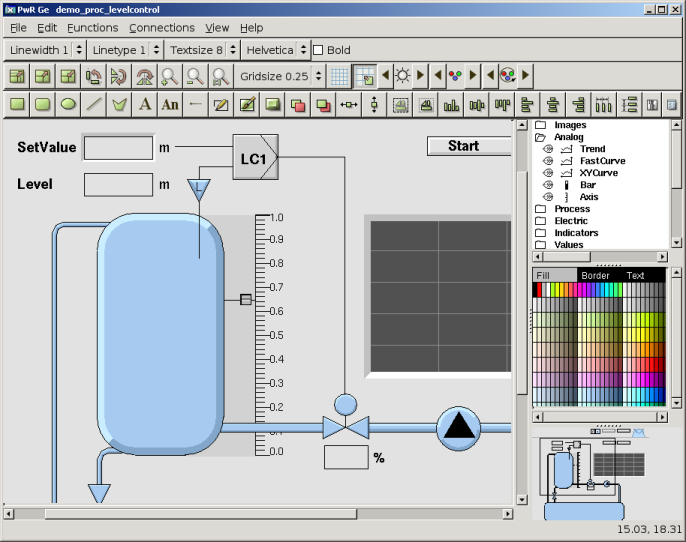 PwR Ge demo_proc_levelcontrol
File Edit Functions Connections View Help
Linewidth 1 Linetype 1 Textsize 8 Helvetica Bold
Gridsize 0.25
A An
SetValue m
LC1
Start
Level m
L
1.0
0.9
0.8
0.7
0.6
0.5
0.4
0.3
0.2
0.1
0.0
%
Images
Analog
Trend
FastCurve
XYCurve
Bar
Axis
Process
Electric
Indicators
Values
Fill Border Text
15.03, 18.31